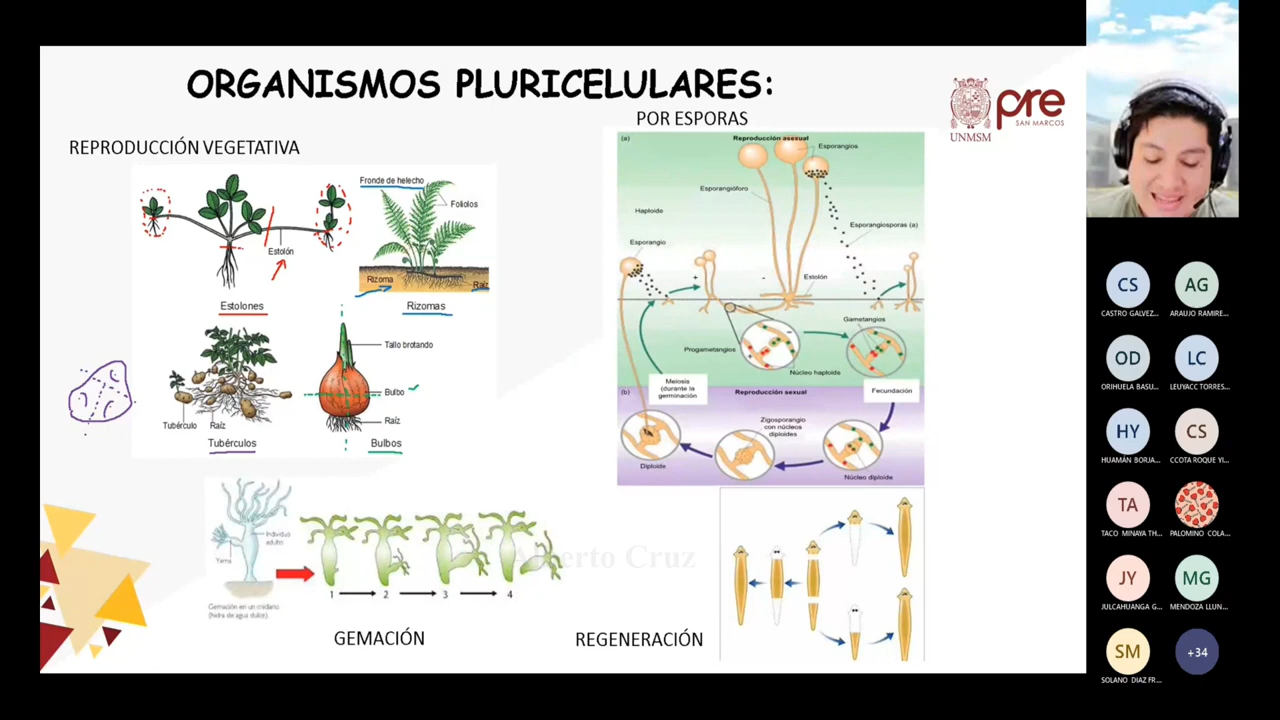 ORGANISMOS PLURICELULARES:
pre
SAN MARCOS
UNMSM
REPRODUCCIÓN VEGETATIVA
Estolón
Estolones
Fronde de helecho
Foliolos
Rizoma
Raíz
Rizomas
Tubérculo
Raíz
Tubérculos
Tallo brotando
Bulbo
Raíz
Bulbos
POR ESPORAS
(a)
Reproducción asexual
Esporangios
Esporangióforo
Haploide
Esporangiosporas (a)
Esporangio
+
-
Estolón
Gametangios
Progametangios
Núcleo haploide
Meiosis
(durante la
germinación
Fecundación
(b)
Reproducción sexual
Zigosporangio
con núcleos
diploides
Diploide
Núcleo diploide
Individuo
adulto
Yema
Gemación en un cnidario
(hidra de agua dulce).
1
2
3
4
Alberto Cruz
GEMACIÓN
REGENERACIÓN
CS
CASTRO GALVEZ...
AG
ARAUJO RAMIRE...
OD
ORIHUELA BASU...
LC
LEUYACC TORRES...
HY
HUAMÁN BORJA...
CS
CCOTA ROQUE YI...
TA
TACO MINAYA TH...
PALOMINO COLA...
JY
JULCAHUANGA G...
MG
MENDOZA LLUN...
SM
SOLANO DIAZ FR...
+34